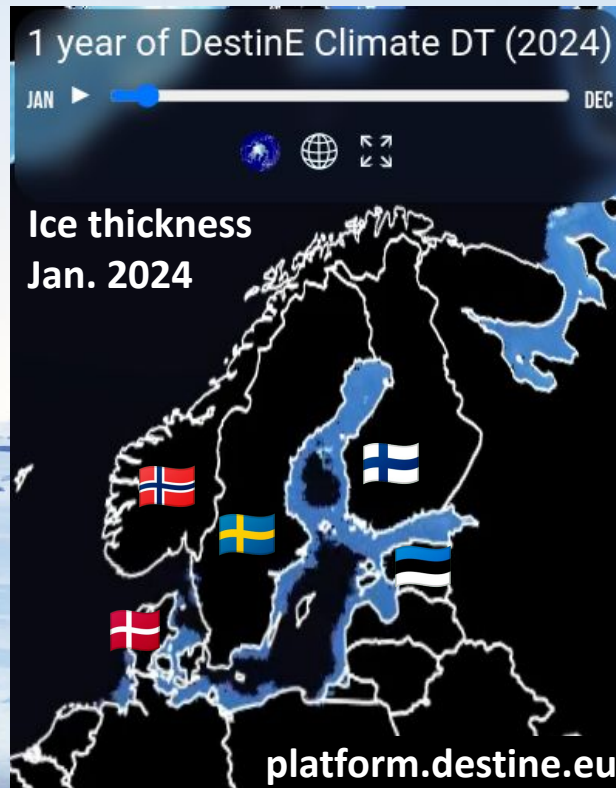 1 year of DestinE Climate DT (2024)
JAN
DEC
Ice thickness
Jan. 2024
platform.destine.eu